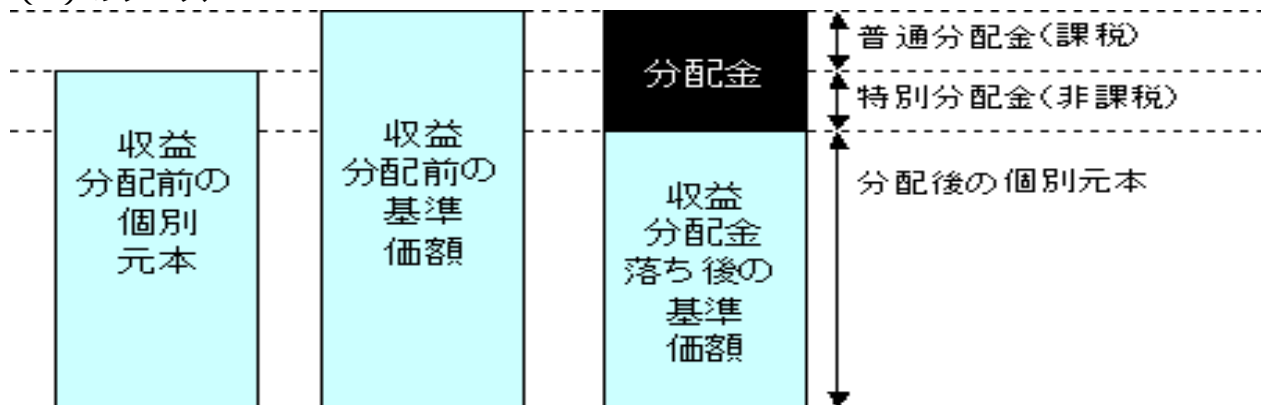 収益
分配前の
個別
元本
収益
分配前の
基準
価額
分配金
収益
分配金
落ち後の
基準
価額
普通分配金(課税)
特別分配金(非課税)
分配後の個別元本